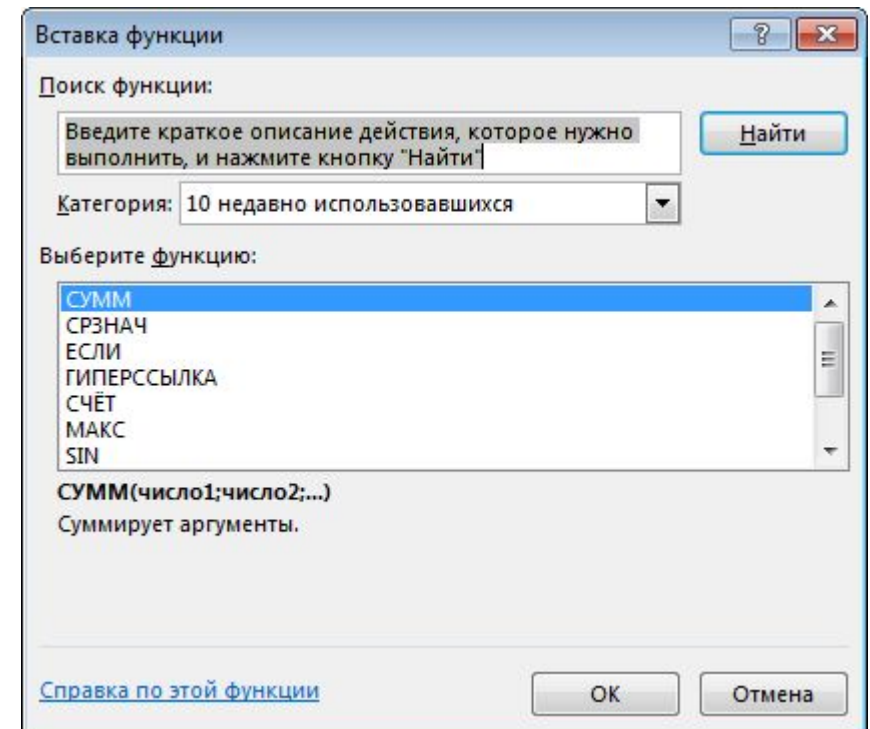 Вставка функции
Поиск функции:
Введите краткое описание действия, которое нужно
выполнить, и нажмите кнопку "Найти"
Найти
Категория: 10 недавно использовавшихся
Выберите функцию:
СУММ
СРЗНАЧ
ЕСЛИ
ГИПЕРССЫЛКА
СЧЁТ
МАКС
SIN
СУММ(число1;число2;...)
Суммирует аргументы.
Справка по этой функции
ОК
Отмена